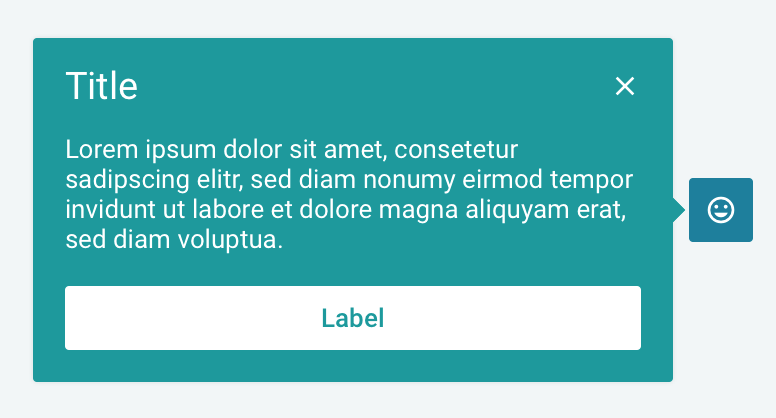 Title
Lorem ipsum dolor sit amet, consetetur
sadipscing elitr, sed diam nonumy eirmod tempor
invidunt ut labore et dolore magna aliquyam erat,
sed diam voluptua.
Label